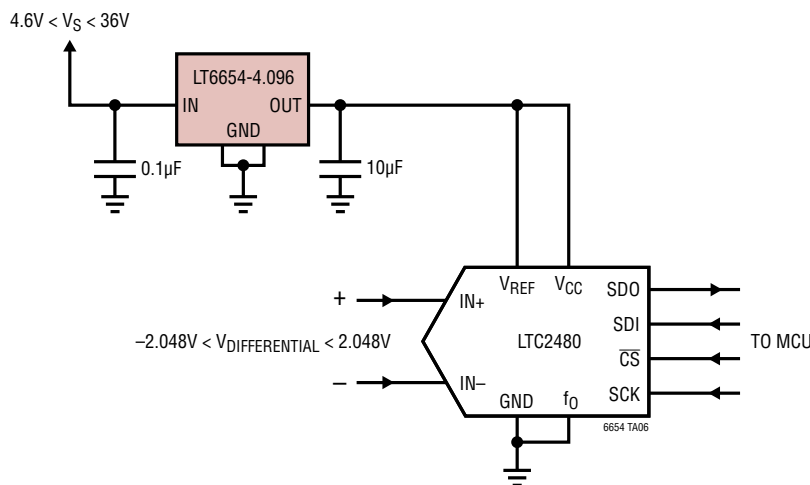 4.6V < VS < 36V
LT6654-4.096
IN OUT
GND
0.1µF
10µF
VREF VCC SDO
+ IN+
SDI
–2.048V < VDIFFERENTIAL < 2.048V
LTC2480
TO MCU
CS
– IN–
SCK
GND fO
6654 TA06